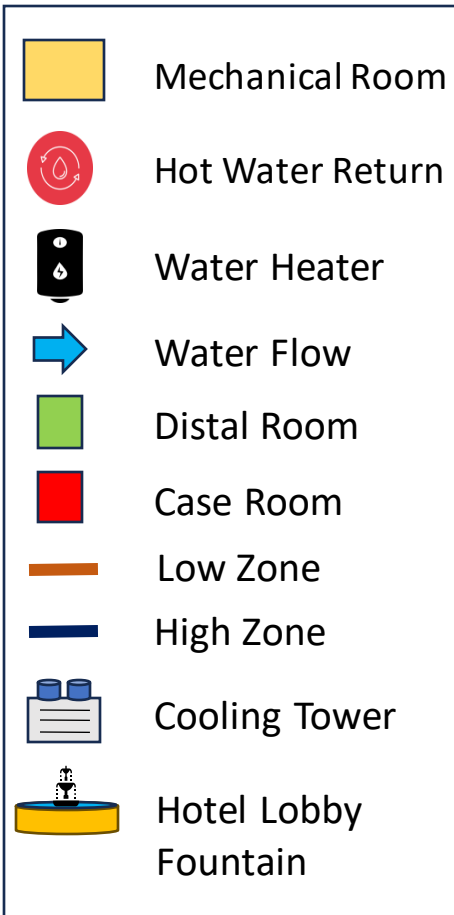 Mechanical Room
Hot Water Return
Water Heater
Water Flow
Distal Room
Case Room
Low Zone
High Zone
Cooling Tower
Hotel Lobby
Fountain